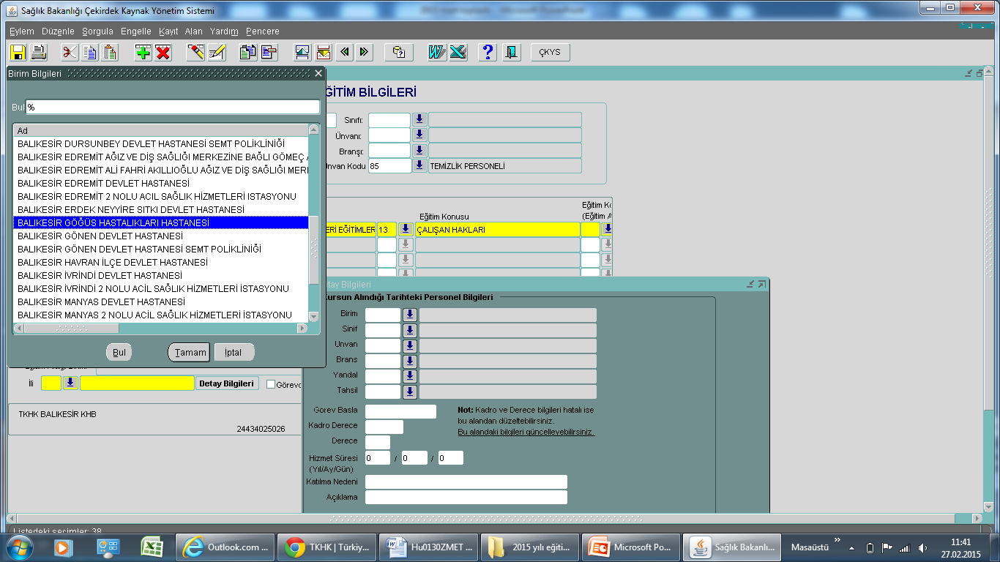 Sağlık Bakanlığı Çekirdek Kaynak Yönetim Sistemi
Eylem Düzenle Sorgula Engelle Kayıt Alan Yardım Pencere
ÇKYS
Birim Bilgileri
Bul %
Ad
BALIKESİR DURSUNBEY DEVLET HASTANESİ SEMT POLİKLİNİĞİ
BALIKESİR EDREMİT AĞIZ VE DİŞ SAĞLIĞI MERKEZİNE BAĞLI GÖMEÇ
BALIKESİR EDREMİT ALİ FAHRİ AKILLIOĞLU AĞIZ VE DİŞ SAĞLIĞI MER
BALIKESİR EDREMİT DEVLET HASTANESİ
BALIKESİR EDREMİT 2 NOLU ACIL SAĞLIK HİZMETLERİ ISTASYONU
BALIKESİR ERDEK NEYYİRE SITKI DEVLET HASTANESİ
BALIKESİR GÖĞÜS HASTALIKLARI HASTANESİ
BALIKESİR GÖNEN DEVLET HASTANESİ
BALIKESİR GÖNEN DEVLET HASTANESİ SEMT POLİKLİNİĞİ
BALIKESİR HAVRAN İLÇE DEVLET HASTANESİ
BALIKESİR İVRİNDİ DEVLET HASTANESİ
BALIKESİR İVRİNDİ 2 NOLU ACİL SAĞLIK HİZMETLERİ İSTASYONU
BALIKESİR MANYAS DEVLET HASTANESİ
BALIKESİR MANYAS 2 NOLU ACİL SAĞLIK HİZMETLERİ İSTASYONU
Bul Tamam İptal
ĞİTİM BİLGİLERİ
Sınıfı:
Ünvanı:
Branşı:
nvan Kodu 85 TEMİZLİK PERSONELİ
Eğitim Konusu
Eğitim Kc
(Eğitim A
ERİ EĞİTİMLER 13 ÇALIŞAN HAKLARI
tay Bilgileri
Kursun Alındığı Tarihteki Personel Bilgileri
Birim
Sinif
Unvan
Brans
Yandal
Tahsil
Gorev Basla
Kadro Derece
Derece
Hizmet Süresi 0 / 0 / 0
(Yıl/Ay/Gün)
Katılma Nedeni
Açıklama
Not: Kadro ve Derece bilgileri hatalı ise
bu alandan düzeltebilirsiniz.
Bu alandaki bilgileri güncelleyebilirsiniz.
İli Detay Bilgileri Görevc
TKHK BALIKESİR KHB
24434025026
Listedeki seçimler: 38
Outlook.com ... TKHK | Türkiy... Hu0130ZMET ... 2015 yılı eğiti... Microsoft Po... Sağlık Bakanlı... Masaüstü
11:41
27.02.2015